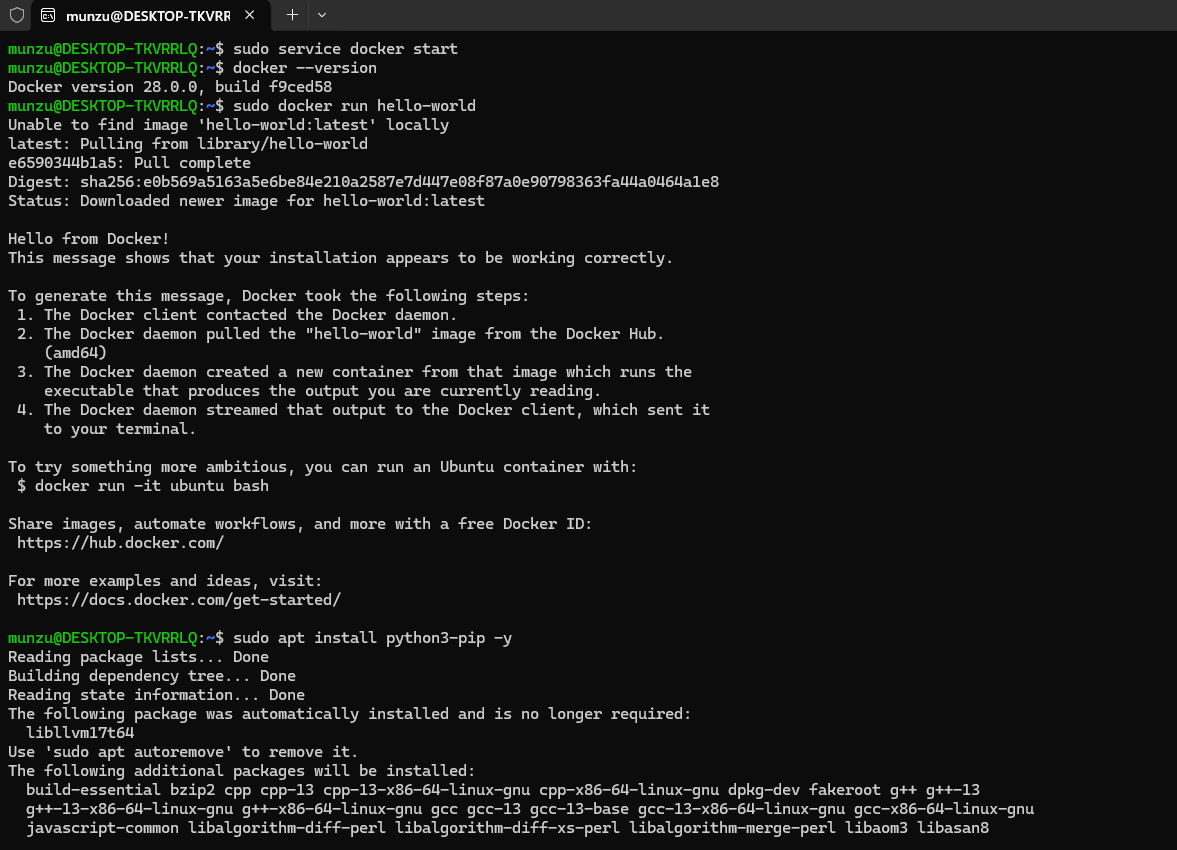 munzu@DESKTOP-TKVRR
munzu@DESKTOP-TKVRRLQ:~$ sudo service docker start
munzu@DESKTOP-TKVRRLQ:~$ docker --version
Docker version 28.0.0, build f9ced58
munzu@DESKTOP-TKVRRLQ:~$ sudo docker run hello-world
Unable to find image 'hello-world:latest' locally
latest: Pulling from library/hello-world
e6590344b1a5: Pull complete
Digest: sha256:e0b569a5163a5e6be84e210a2587e7d447e08f87a0e90798363fa44a0464a1e8
Status: Downloaded newer image for hello-world:latest

Hello from Docker!
This message shows that your installation appears to be working correctly.

To generate this message, Docker took the following steps:
 1. The Docker client contacted the Docker daemon.
 2. The Docker daemon pulled the "hello-world" image from the Docker Hub.
    (amd64)
 3. The Docker daemon created a new container from that image which runs the
    executable that produces the output you are currently reading.
 4. The Docker daemon streamed that output to the Docker client, which sent it
    to your terminal.

To try something more ambitious, you can run an Ubuntu container with:
 $ docker run -it ubuntu bash

Share images, automate workflows, and more with a free Docker ID:
 https://hub.docker.com/

For more examples and ideas, visit:
 https://docs.docker.com/get-started/

munzu@DESKTOP-TKVRRLQ:~$ sudo apt install python3-pip -y
Reading package lists... Done
Building dependency tree... Done
Reading state information... Done
The following package was automatically installed and is no longer required:
  libllvm17t64
Use 'sudo apt autoremove' to remove it.
The following additional packages will be installed:
  build-essential bzip2 cpp cpp-13 cpp-13-x86-64-linux-gnu cpp-x86-64-linux-gnu dpkg-dev fakeroot g++ g++-13
  g++-13-x86-64-linux-gnu g++-x86-64-linux-gnu gcc gcc-13 gcc-13-base gcc-13-x86-64-linux-gnu gcc-x86-64-linux-gnu
  javascript-common libalgorithm-diff-perl libalgorithm-diff-xs-perl libalgorithm-merge-perl libaom3 libasan8